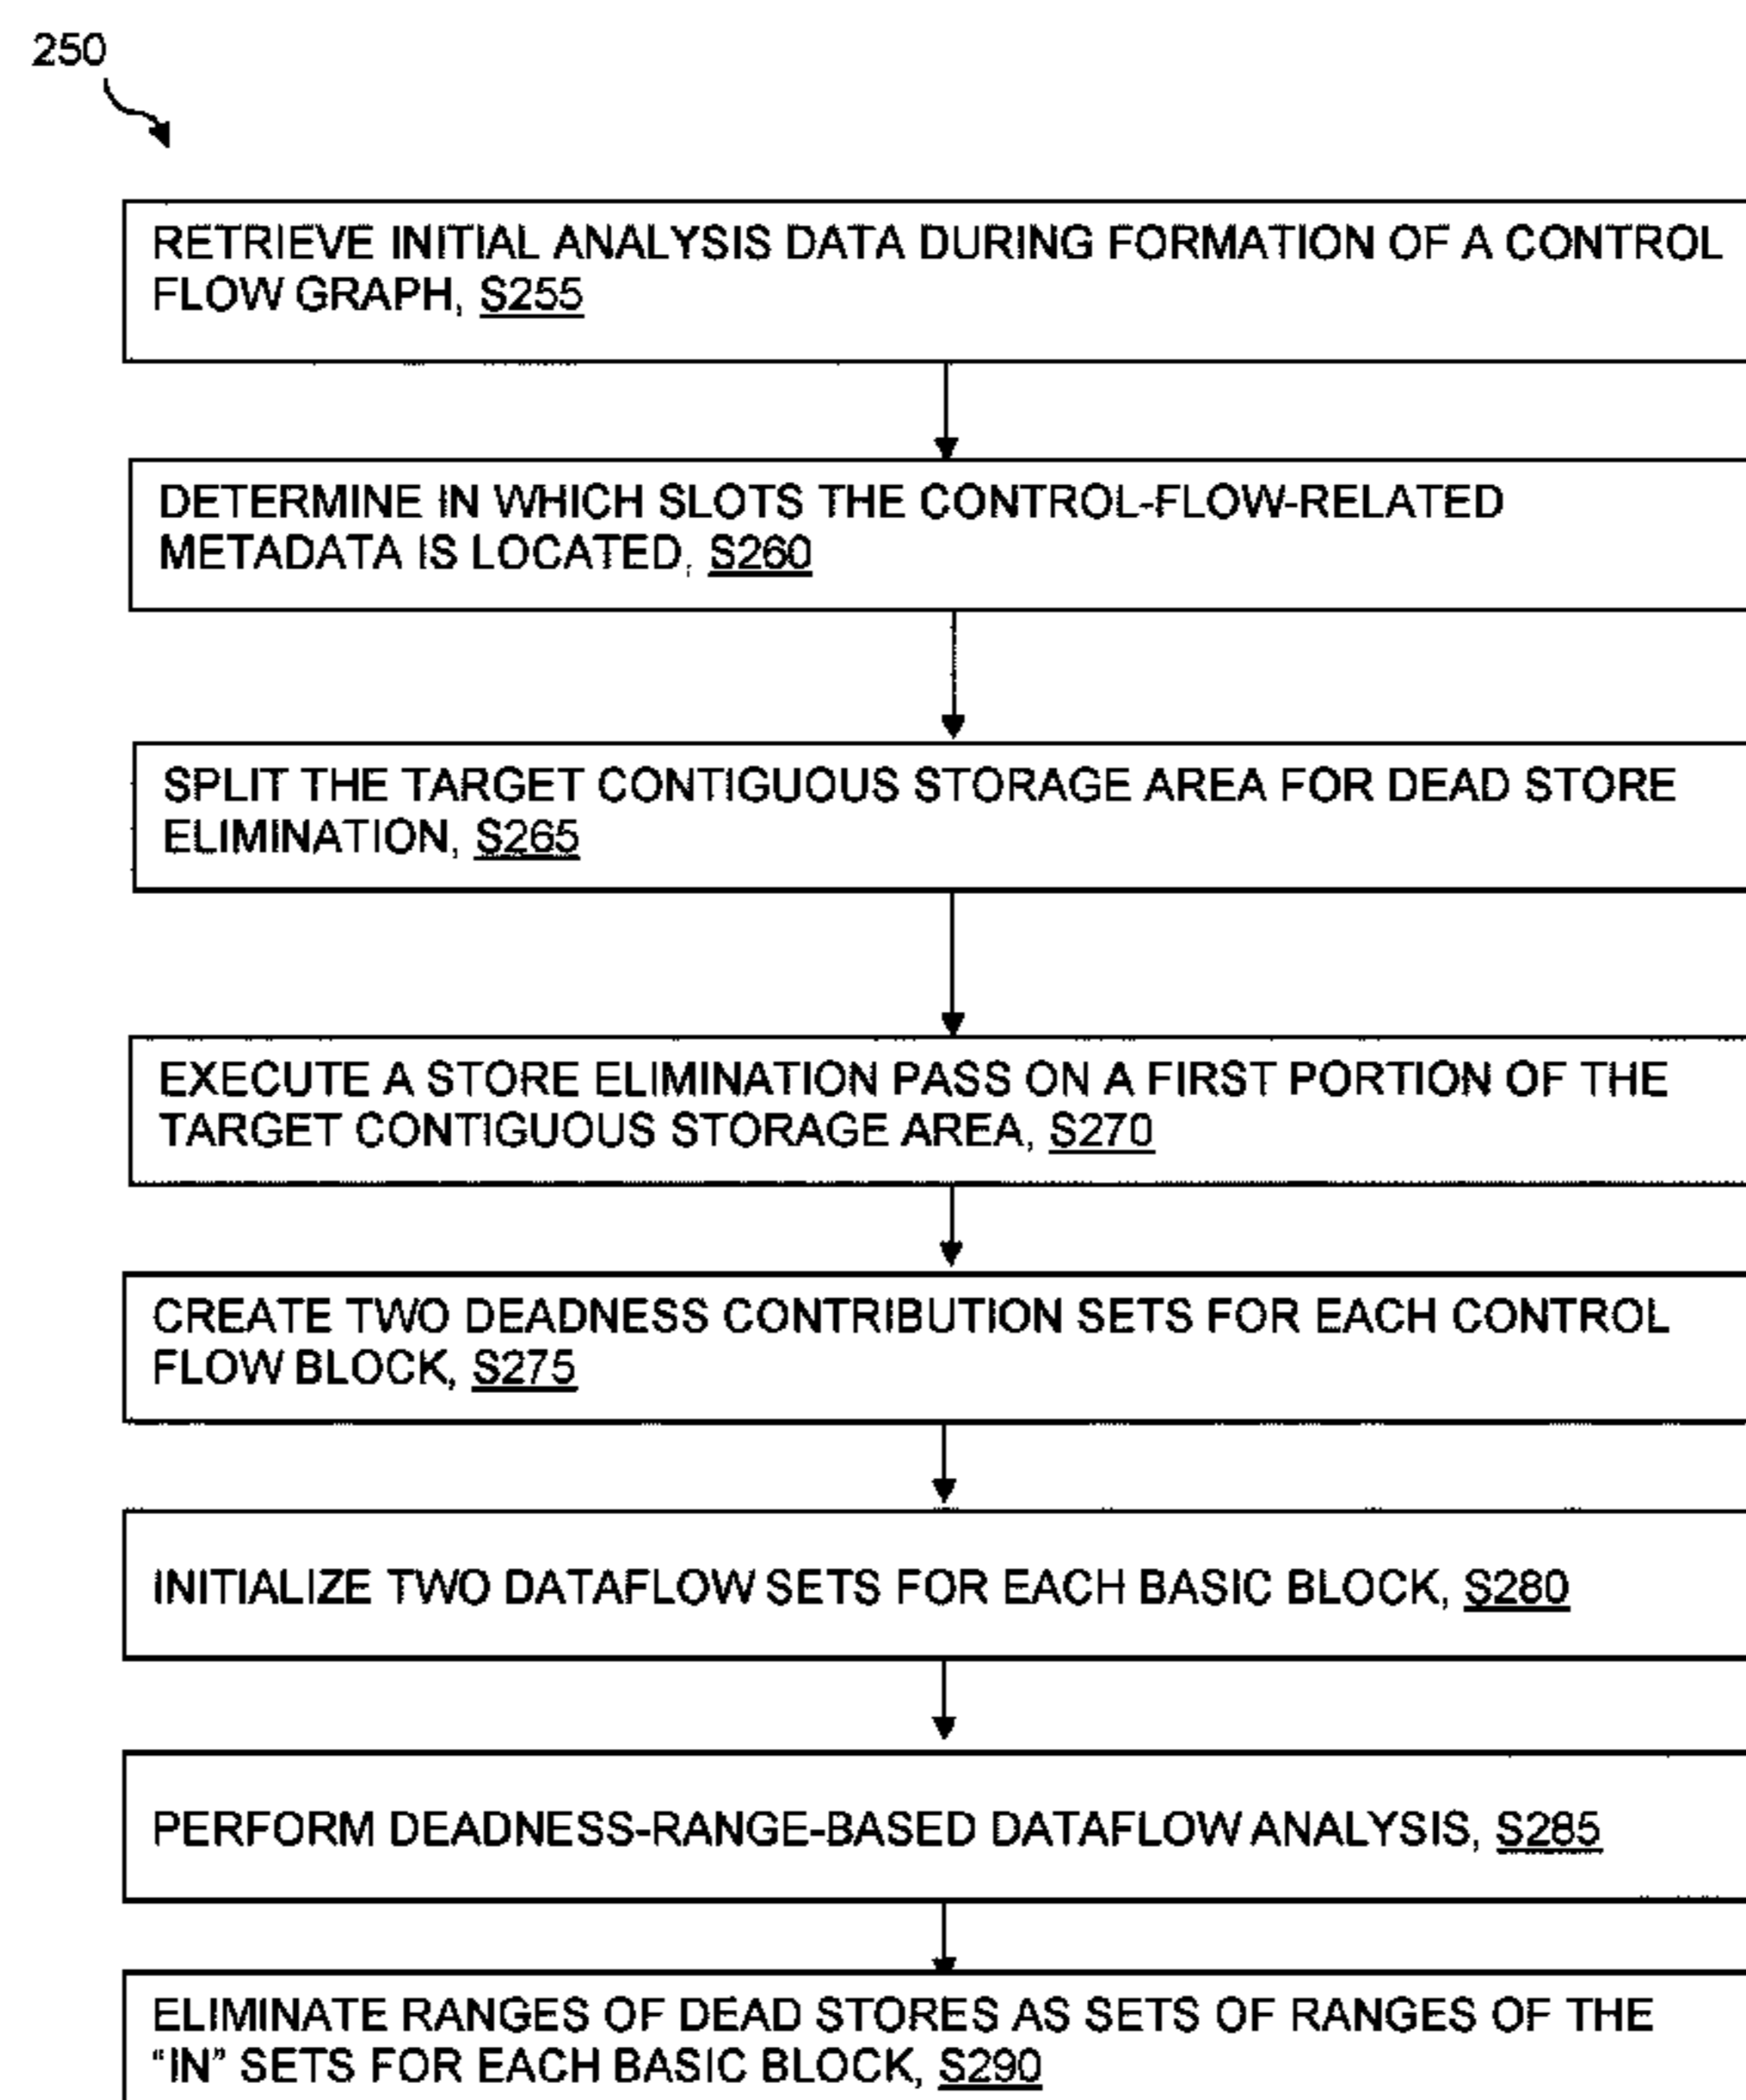 250
RETRIEVE INITIAL ANALYSIS DATA DURING FORMATION OF A CONTROL
FLOW GRAPH, S255
DETERMINE IN WHICH SLOTS THE CONTROL-FLOW-RELATED
METADATA IS LOCATED, S260
SPLIT THE TARGET CONTIGUOUS STORAGE AREA FOR DEAD STORE
ELIMINATION, S265
EXECUTE A STORE ELIMINATION PASS ON A FIRST PORTION OF THE
TARGET CONTIGUOUS STORAGE AREA, S270
CREATE TWO DEADNESS CONTRIBUTION SETS FOR EACH CONTROL
FLOW BLOCK, S275
INITIALIZE TWO DATAFLOW SETS FOR EACH BASIC BLOCK, S280
PERFORM DEADNESS-RANGE-BASED DATAFLOW ANALYSIS, S285
ELIMINATE RANGES OF DEAD STORES AS SETS OF RANGES OF THE
"IN" SETS FOR EACH BASIC BLOCK, S290